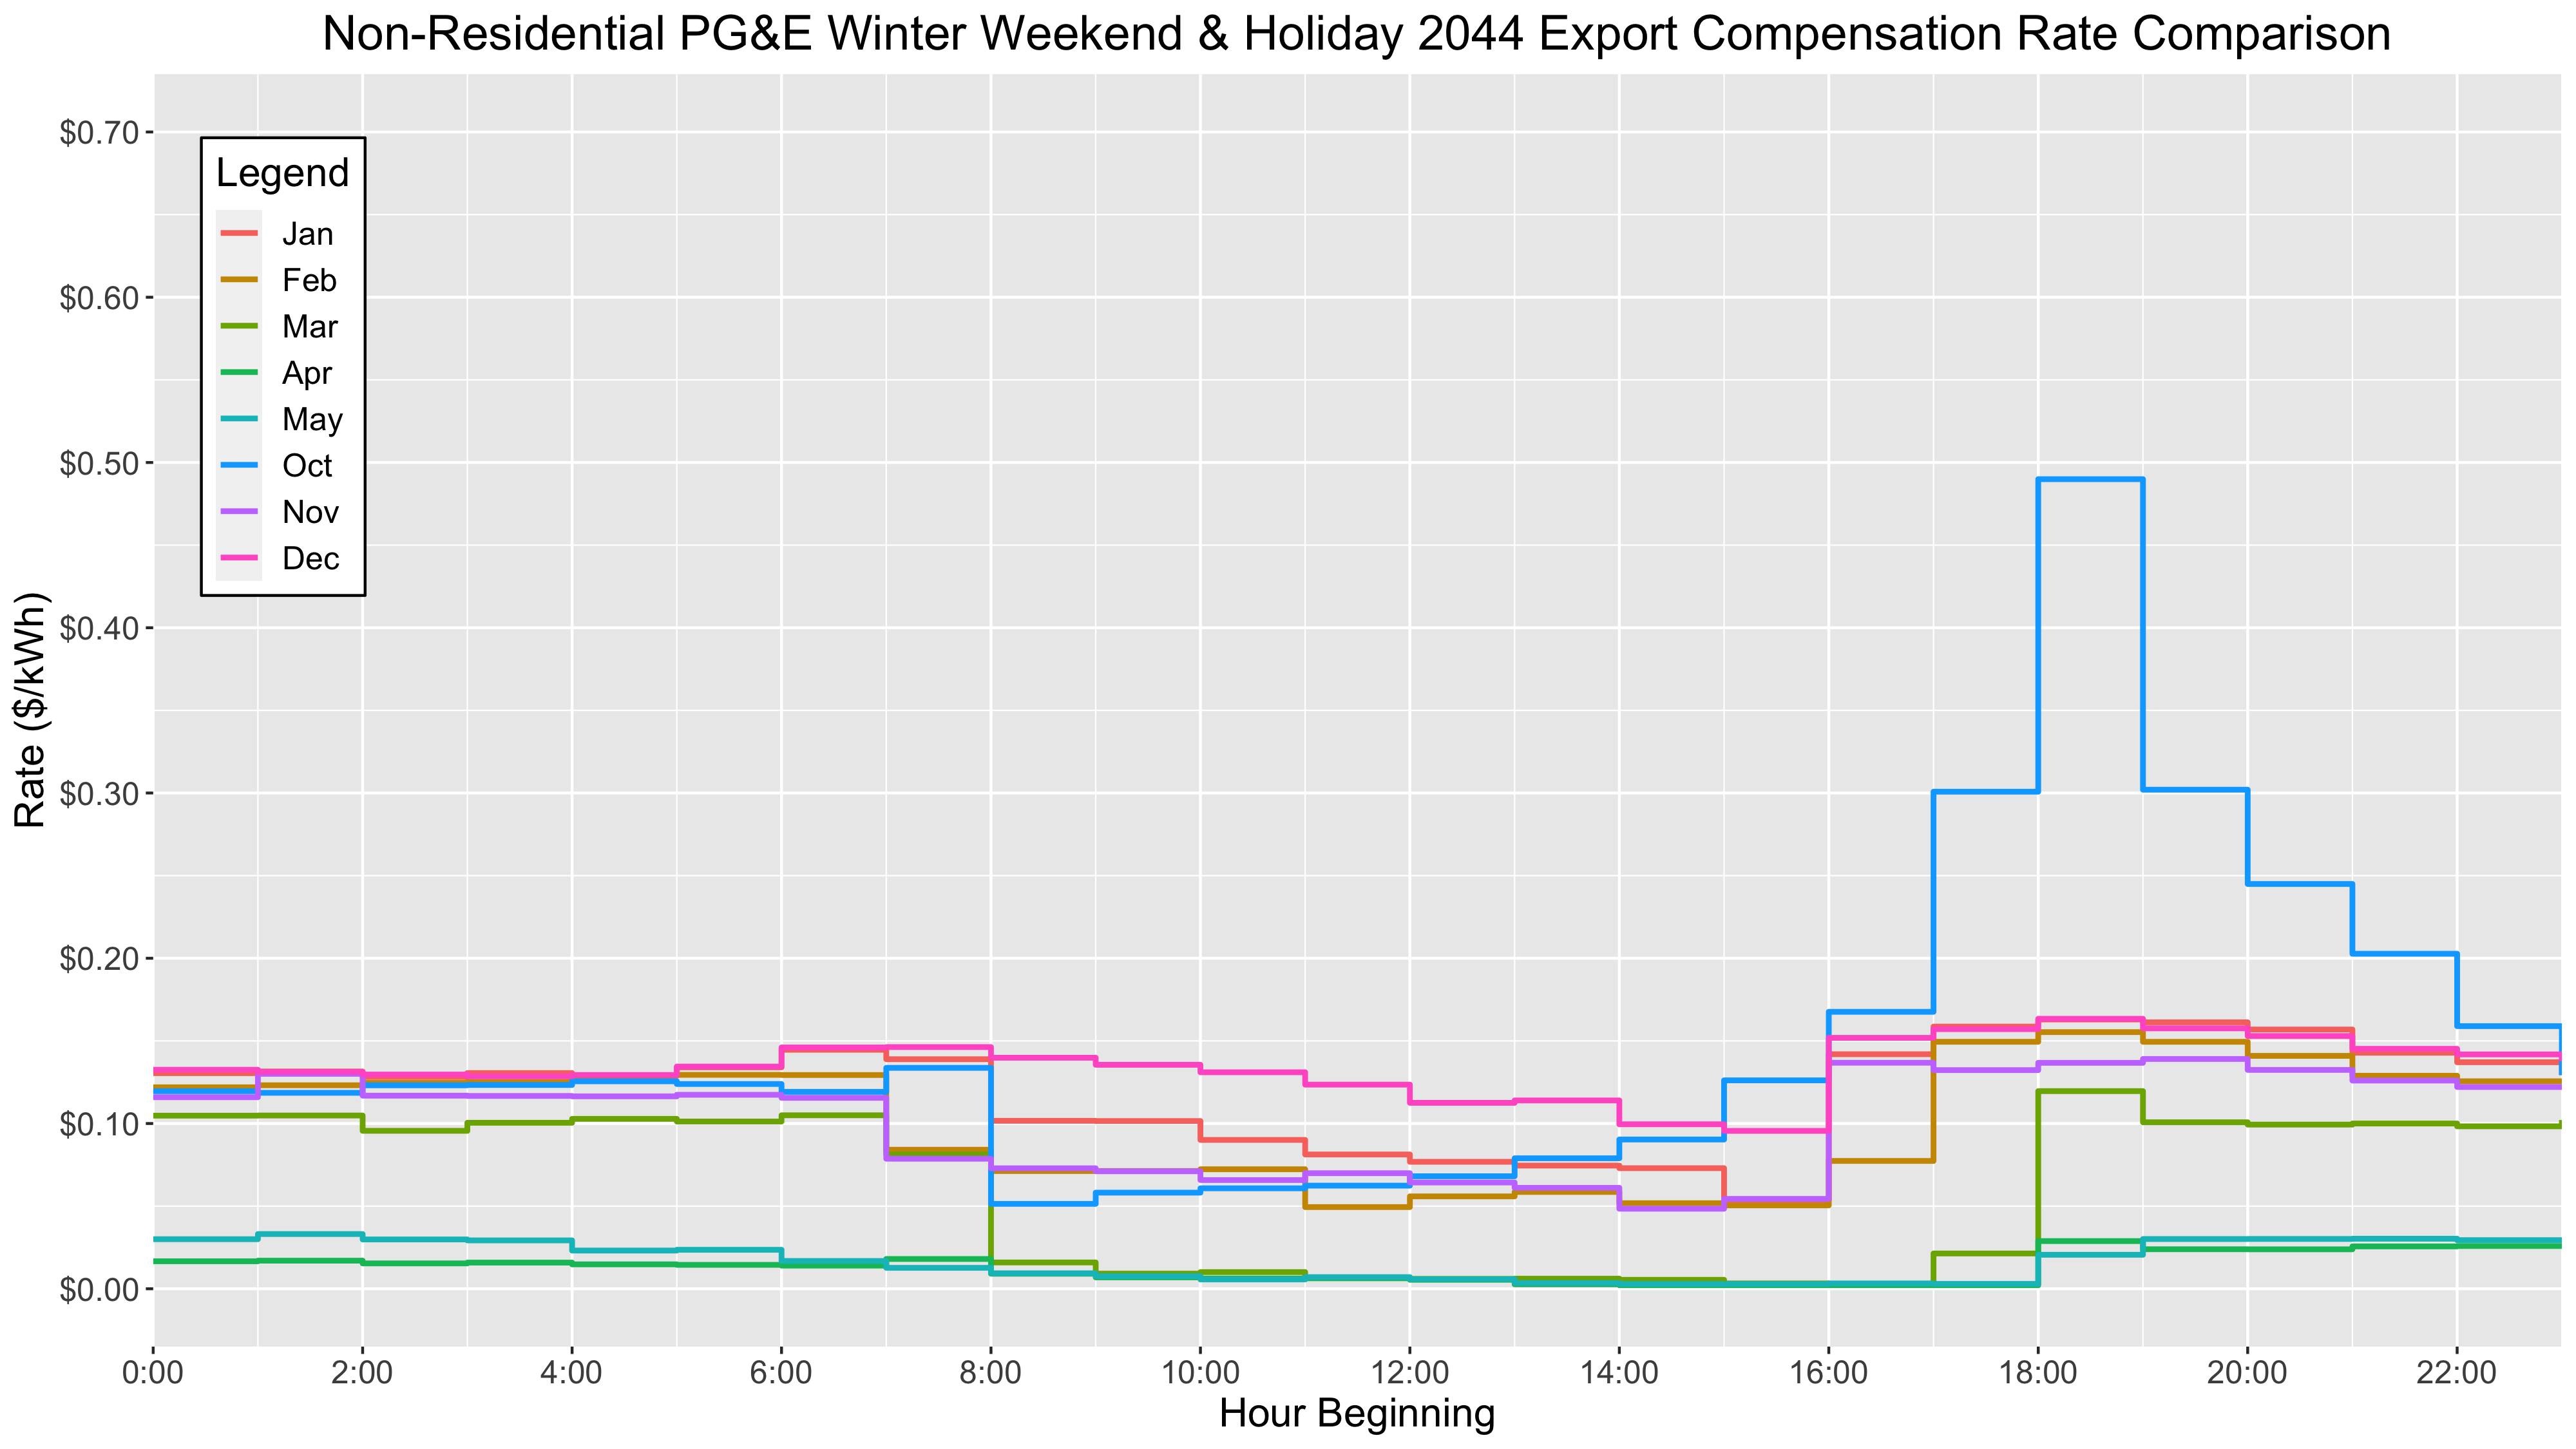 Non-Residential PG&E Winter Weekend & Holiday 2044 Export Compensation Rate Comparison
Rate ($/kWh)
$0.70
$0.60
$0.50
$0.40
$0.30
$0.20
$0.10
$0.00
Legend
Jan
Feb
Mar
Apr
May
Oct
Nov
Dec
0:00 2:00 4:00 6:00 8:00 10:00 12:00 14:00 16:00 18:00 20:00 22:00
Hour Beginning